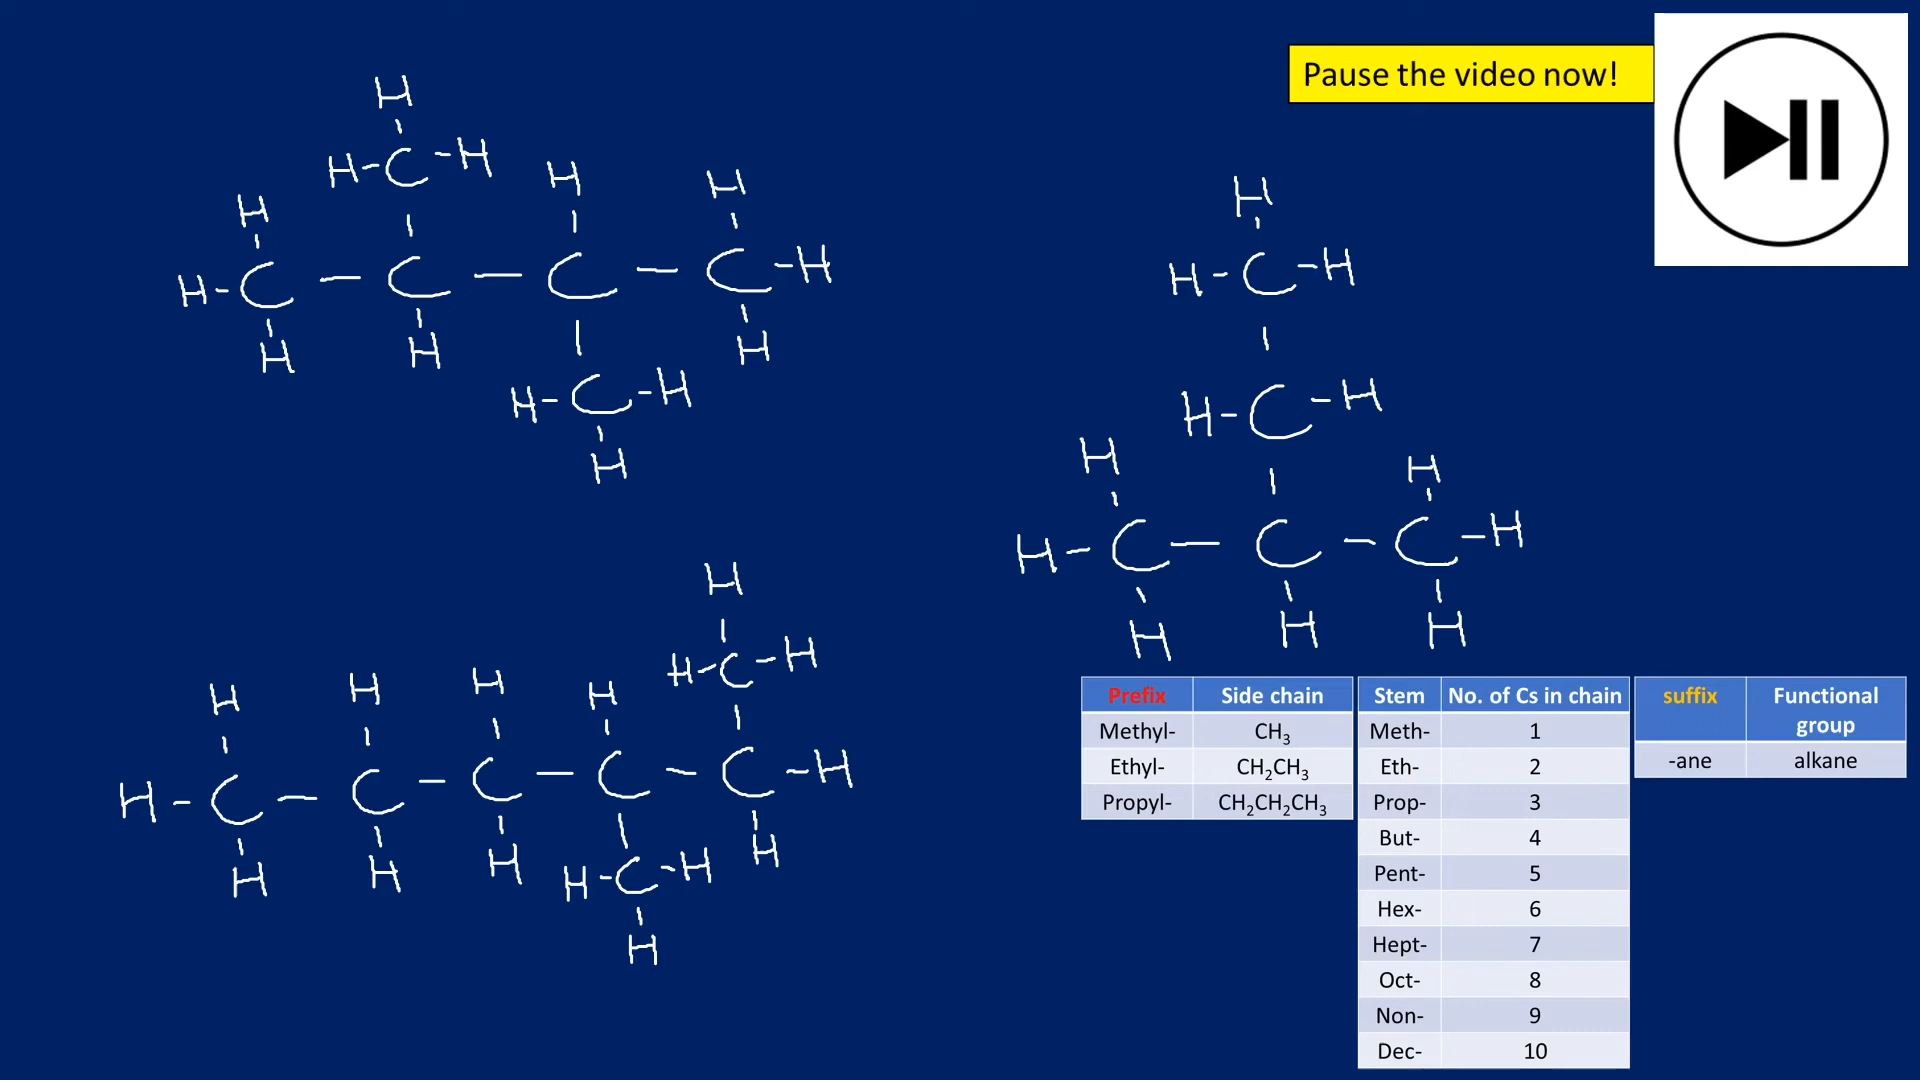 Pause the video now!
H
H-C-H H H
H
H-C-C-C-C-H
H H H
H-C-H
H
H
H-C-H
H-C-H
H H
H-C-C-C-H
H H H
H
H-C-H
H H H H
H-C-C-C-C-C-H
H H H H
H-C-H
H
Prefix Side chain
Methyl- CH₃
Ethyl- CH₂CH₃
Propyl- CH₂CH₂CH₃
Stem No. of Cs in chain
Meth- 1
Eth- 2
Prop- 3
But- 4
Pent- 5
Hex- 6
Hept- 7
Oct- 8
Non- 9
Dec- 10
suffix Functional
group
-ane alkane